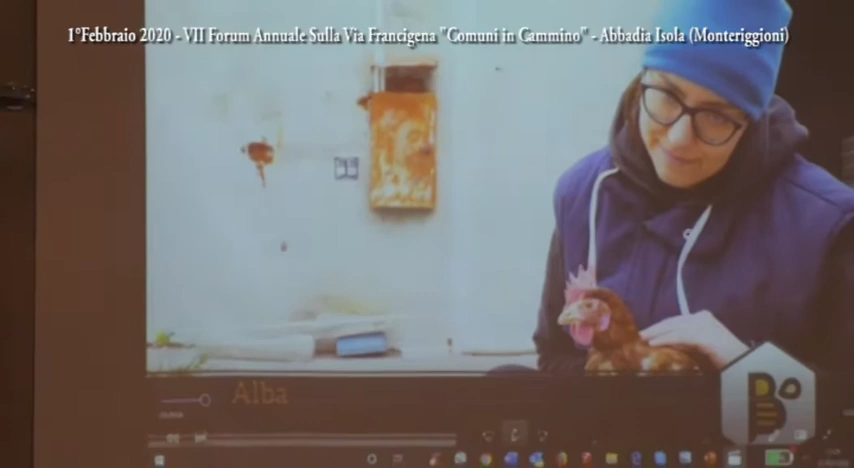 1°Febbraio 2020 - VII Forum Annuale Sulla Via Francigena "Comuni in Cammino" - Abbadia Isola (Monteriggioni)
Alba